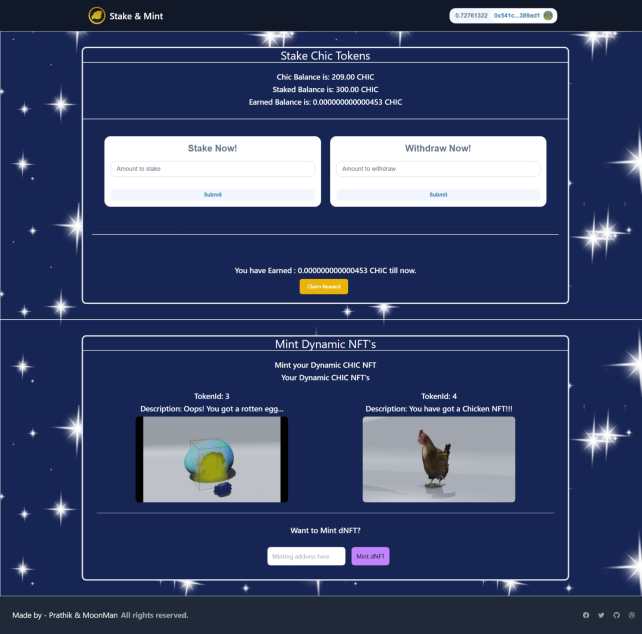 Stake & Mint
0.72761322 0x541c...389ad1
Stake Chic Tokens
Chic Balance is: 209.00 CHIC
Staked Balance is: 300.00 CHIC
Earned Balance is: 0.000000000000453 CHIC
Stake Now!
Amount to stake
Submit
Withdraw Now!
Amount to withdraw
Submit
You have Earned : 0.000000000000453 CHIC till now.
Claim Reward
Mint Dynamic NFT's
Mint your Dynamic CHIC NFT
Your Dynamic CHIC NFT's
TokenId: 3
Description: Oops! You got a rotten egg...
TokenId: 4
Description: You have got a Chicken NFT!!!
Want to Mint dNFT?
Minting address here
Mint dNFT
Made by - Prathik & MoonMan All rights reserved.